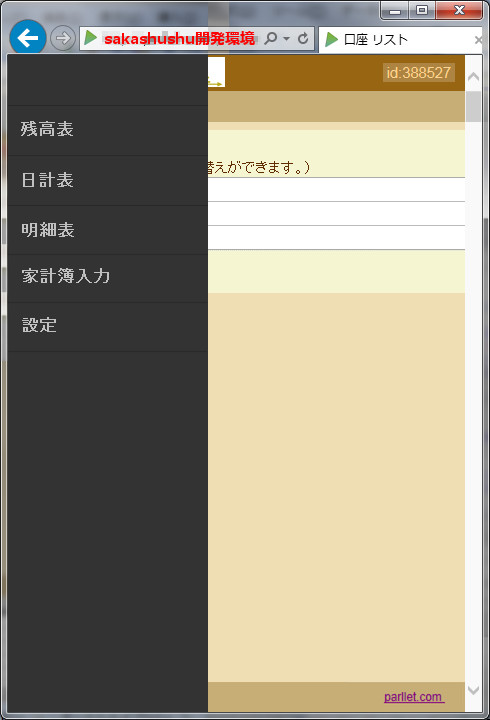 sakashushu開発環境
口座 リスト
id:388527
残高表
替えができます。）
日計表
明細表
家計簿入力
設定
parllet.com